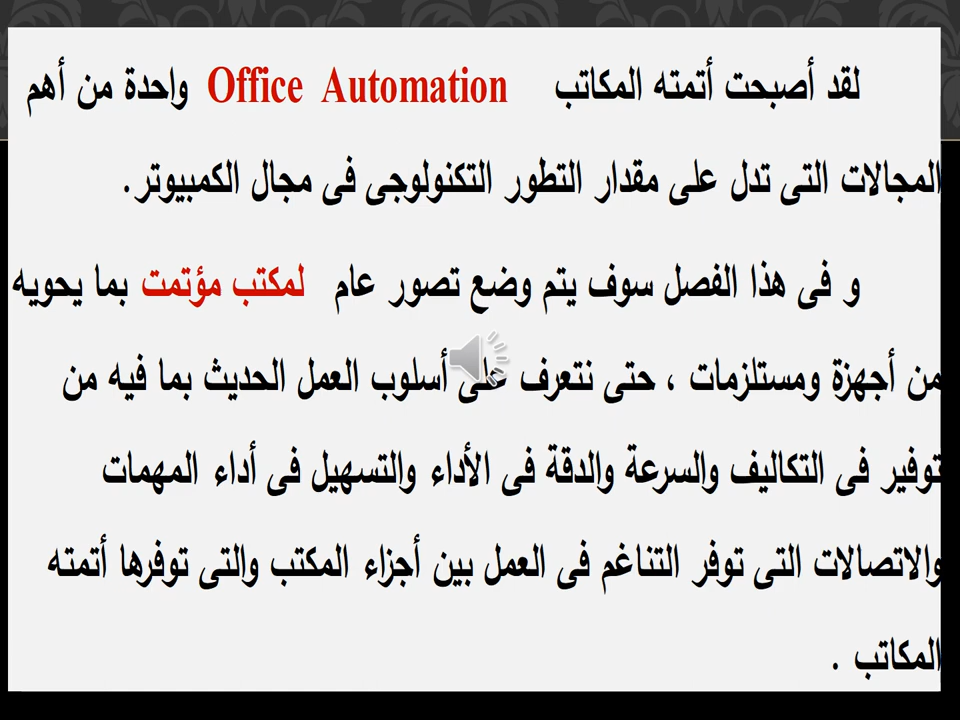 لقد أصبحت أتمته المكاتب Office Automation واحدة من أهم
المجالات التى تدل على مقدار التطور التكنولوجى فى مجال الكمبيوتر.
و فى هذا الفصل سوف يتم وضع تصور عام لمكتب مؤتمت بما يحويه
من أجهزة ومستلزمات ، حتى نتعرف على أسلوب العمل الحديث بما فيه من
توفير فى التكاليف والسرعة والدقة فى الأداء والتسهيل فى أداء المهمات
والاتصالات التى توفر التناغم فى العمل بين أجزاء المكتب والتى توفرها أتمته
المكاتب .